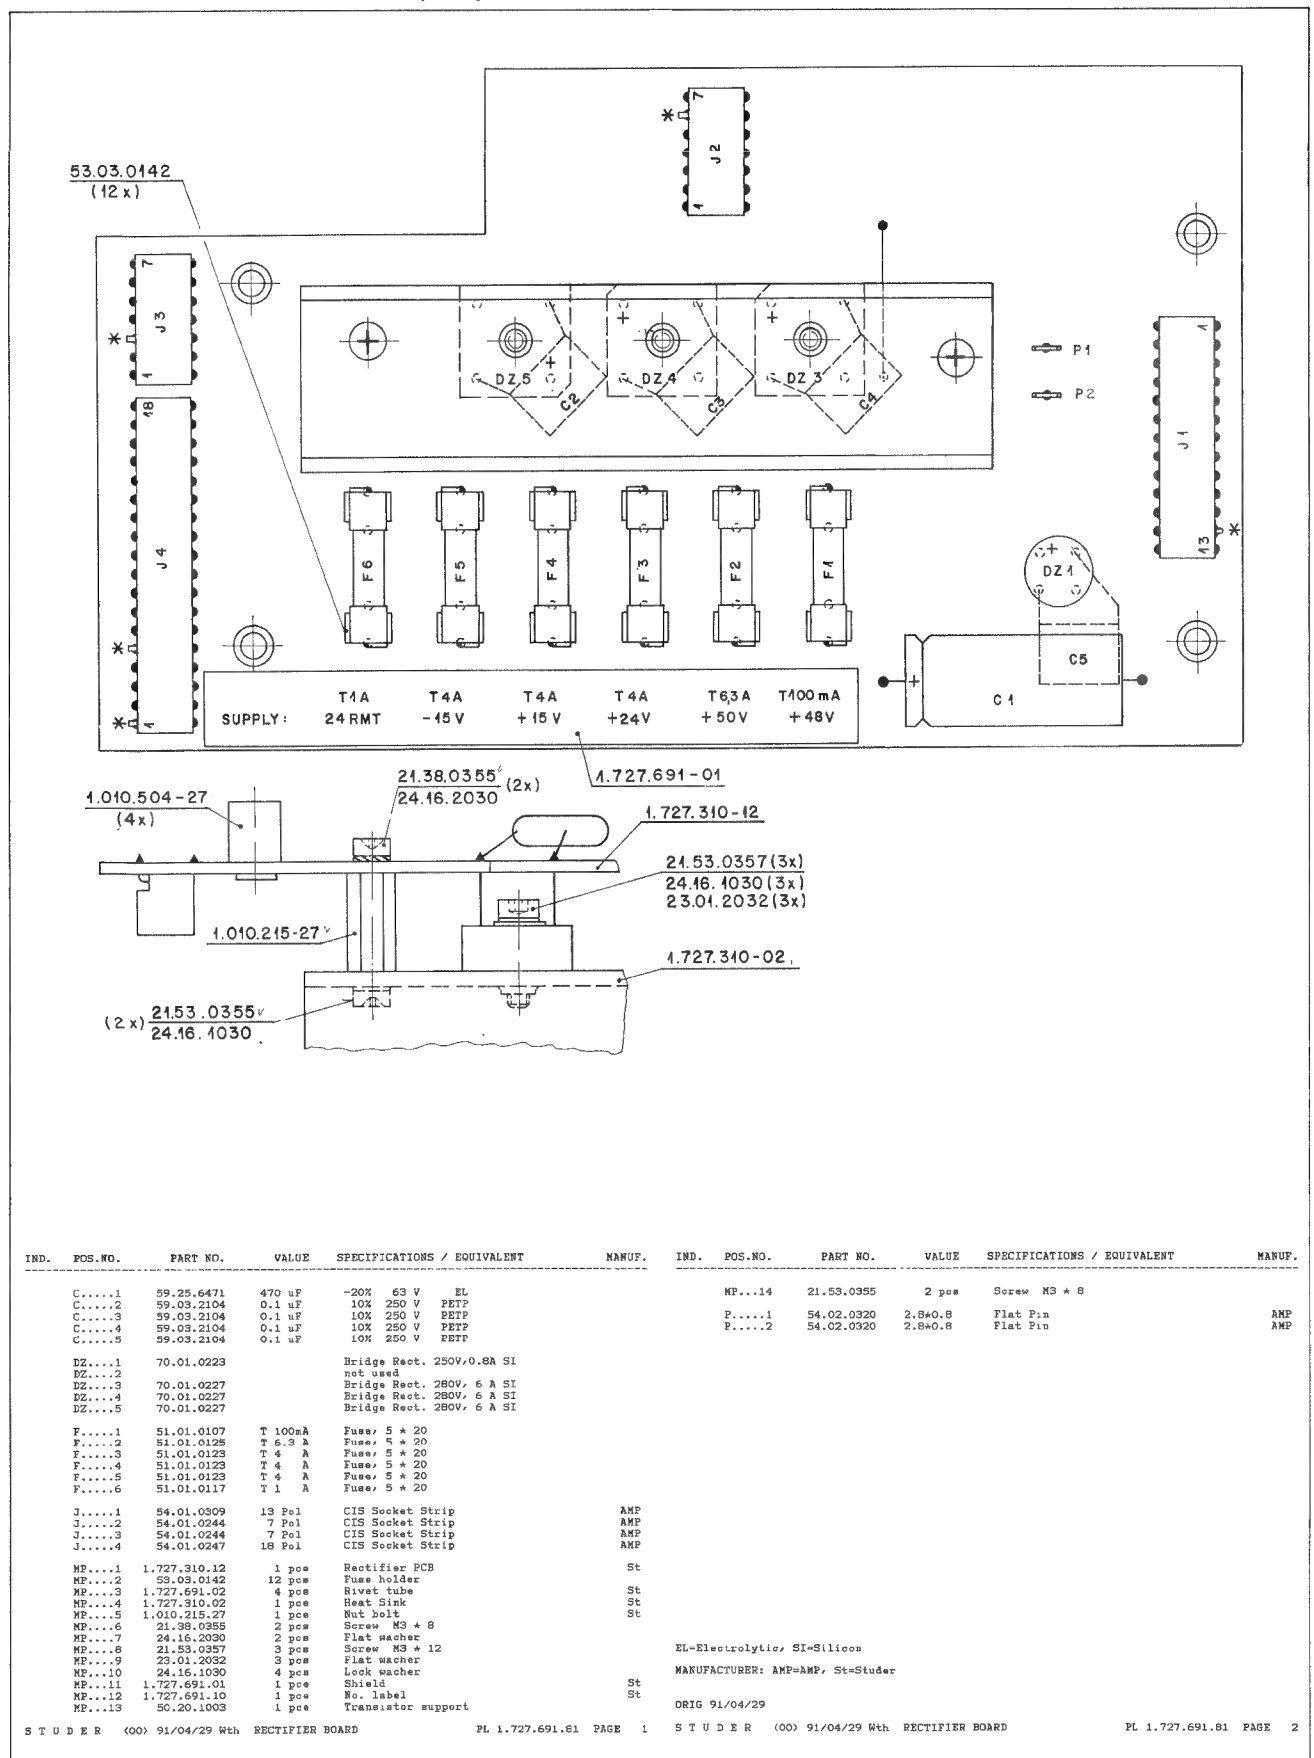 7
*
J2
1
53.03.0142
(12x)
7
J3
*
1
18
J4
*
*
1
+
DZ5
C2
+
DZ4
C3
+
DZ3
C4
P1
P2
1
J1
13
*
F6
F5
F4
F3
F2
F1
+
DZ1
C5
+
C1
SUPPLY:
T1A
24RMT
T4A
-15V
T4A
+15V
T4A
+24V
T6,3A
+50V
T100mA
+48V
1.727.691-01
21.38.0355
24.16.2030
(2x)
1.010.504-27
(4x)
1.727.310-12
21.53.0357(3x)
24.16.1030(3x)
23.01.2032(3x)
1.010.215-27
1.727.310-02
(2x) 21.53.0355
24.16.1030
IND. POS.NO. PART NO. VALUE SPECIFICATIONS / EQUIVALENT MANUF.
C.....1 59.25.6471 470 uF -20% 63 V EL
C.....2 59.03.2104 0.1 uF 10% 250 V PETP
C.....3 59.03.2104 0.1 uF 10% 250 V PETP
C.....4 59.03.2104 0.1 uF 10% 250 V PETP
C.....5 59.03.2104 0.1 uF 10% 250 V PETP
DZ....1 70.01.0223 Bridge Rect. 250V,0.8A SI
DZ....2 not used
DZ....3 70.01.0227 Bridge Rect. 280V, 6 A SI
DZ....4 70.01.0227 Bridge Rect. 280V, 6 A SI
DZ....5 70.01.0227 Bridge Rect. 280V, 6 A SI
F.....1 51.01.0107 T 100mA Fuse, 5 * 20
F.....2 51.01.0125 T 6.3 A Fuse, 5 * 20
F.....3 51.01.0123 T 4 A Fuse, 5 * 20
F.....4 51.01.0123 T 4 A Fuse, 5 * 20
F.....5 51.01.0123 T 4 A Fuse, 5 * 20
F.....6 51.01.0117 T 1 A Fuse, 5 * 20
J.....1 54.01.0309 13 Pol CIS Socket Strip AMP
J.....2 54.01.0244 7 Pol CIS Socket Strip AMP
J.....3 54.01.0244 7 Pol CIS Socket Strip AMP
J.....4 54.01.0247 18 Pol CIS Socket Strip AMP
MP....1 1.727.310.12 1 pce Rectifier PCB St
MP....2 53.03.0142 12 pcs Fuse holder
MP....3 1.727.691.02 4 pcs Rivet tube St
MP....4 1.727.310.02 1 pce Heat Sink St
MP....5 1.010.215.27 1 pce Nut bolt St
MP....6 21.38.0355 2 pcs Screw M3 * 8
MP....7 24.16.2030 2 pcs Flat wacher
MP....8 21.53.0357 3 pcs Screw M3 * 12
MP....9 23.01.2032 3 pcs Flat wacher
MP...10 24.16.1030 4 pcs Lock wacher
MP...11 1.727.691.01 1 pce Shield St
MP...12 1.727.691.10 1 pce No. label St
MP...13 50.20.1003 1 pce Transistor support
S T U D E R (00) 91/04/29 Wth RECTIFIER BOARD PL 1.727.691.81 PAGE 1
IND. POS.NO. PART NO. VALUE SPECIFICATIONS / EQUIVALENT MANUF.
MP...14 21.53.0355 2 pcs Screw M3 * 8
P.....1 54.02.0320 2.8*0.8 Flat Pin AMP
P.....2 54.02.0320 2.8*0.8 Flat Pin AMP
EL=Electrolytic, SI=Silicon
MANUFACTURER: AMP=AMP, St=Studer
ORIG 91/04/29
S T U D E R (00) 91/04/29 Wth RECTIFIER BOARD PL 1.727.691.81 PAGE 2